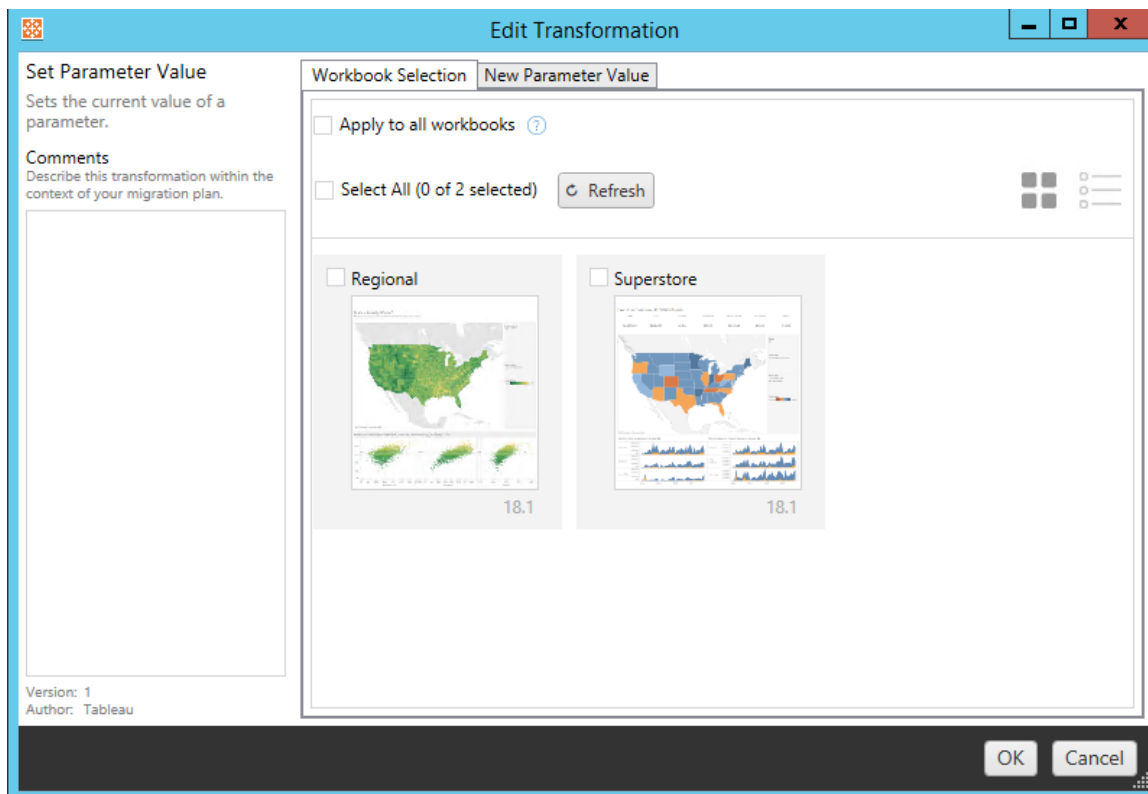 Edit Transformation
Set Parameter Value
Sets the current value of a
parameter.
Comments
Describe this transformation within the
context of your migration plan.
Version: 1
Author: Tableau
Workbook Selection
New Parameter Value
Apply to all workbooks ?
Select All (0 of 2 selected)
Refresh
Regional
18.1
Superstore
18.1
OK
Cancel